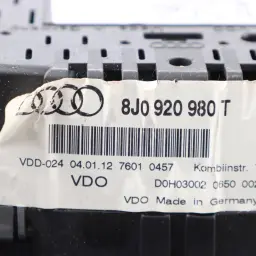 8J0 920 980 T
VDD-024 04.01.12 7601 0457 Kombiinstr.
VDO D0H03002 0650 002
VDO Made in Germany